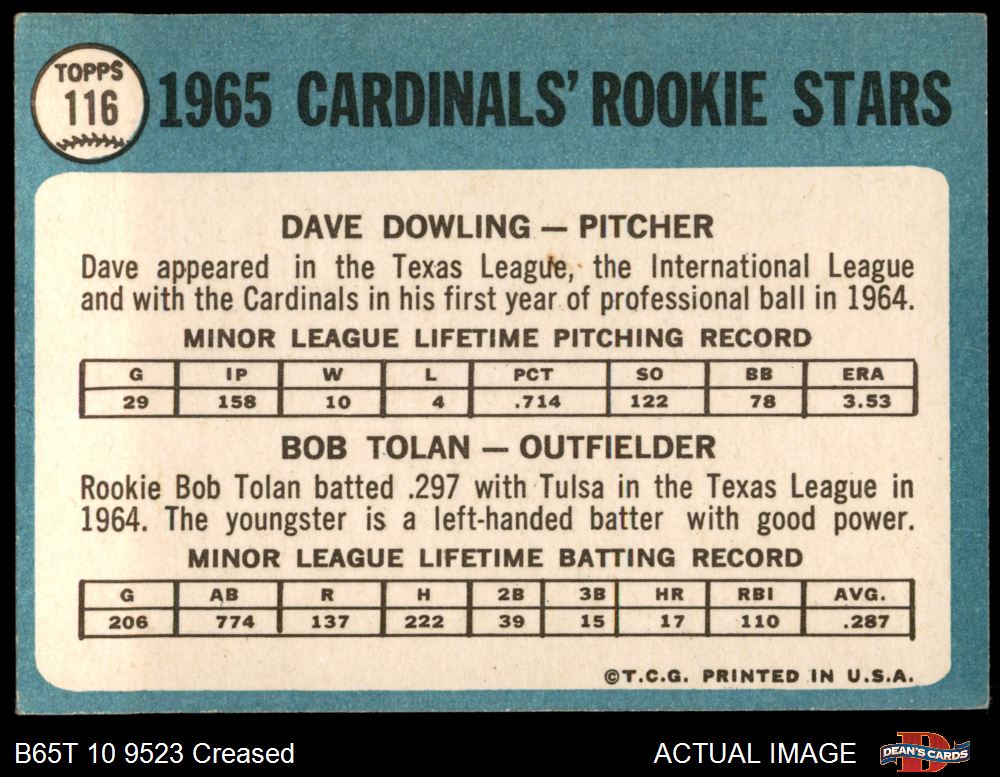 TOPPS
116
1965 CARDINALS' ROOKIE STARS
DAVE DOWLING — PITCHER
Dave appeared in the Texas League, the International League
and with the Cardinals in his first year of professional ball in 1964.
MINOR LEAGUE LIFETIME PITCHING RECORD
G IP W L PCT SO BB ERA
29 158 10 4 .714 122 78 3.53
BOB TOLAN — OUTFIELDER
Rookie Bob Tolan batted .297 with Tulsa in the Texas League in
1964. The youngster is a left-handed batter with good power.
MINOR LEAGUE LIFETIME BATTING RECORD
G AB R H 2B 3B HR RBI AVG.
206 774 137 222 39 15 17 110 .287
©T.C.G. PRINTED IN U.S.A.
B65T 10 9523 Creased ACTUAL IMAGE DEAN'S CARDS